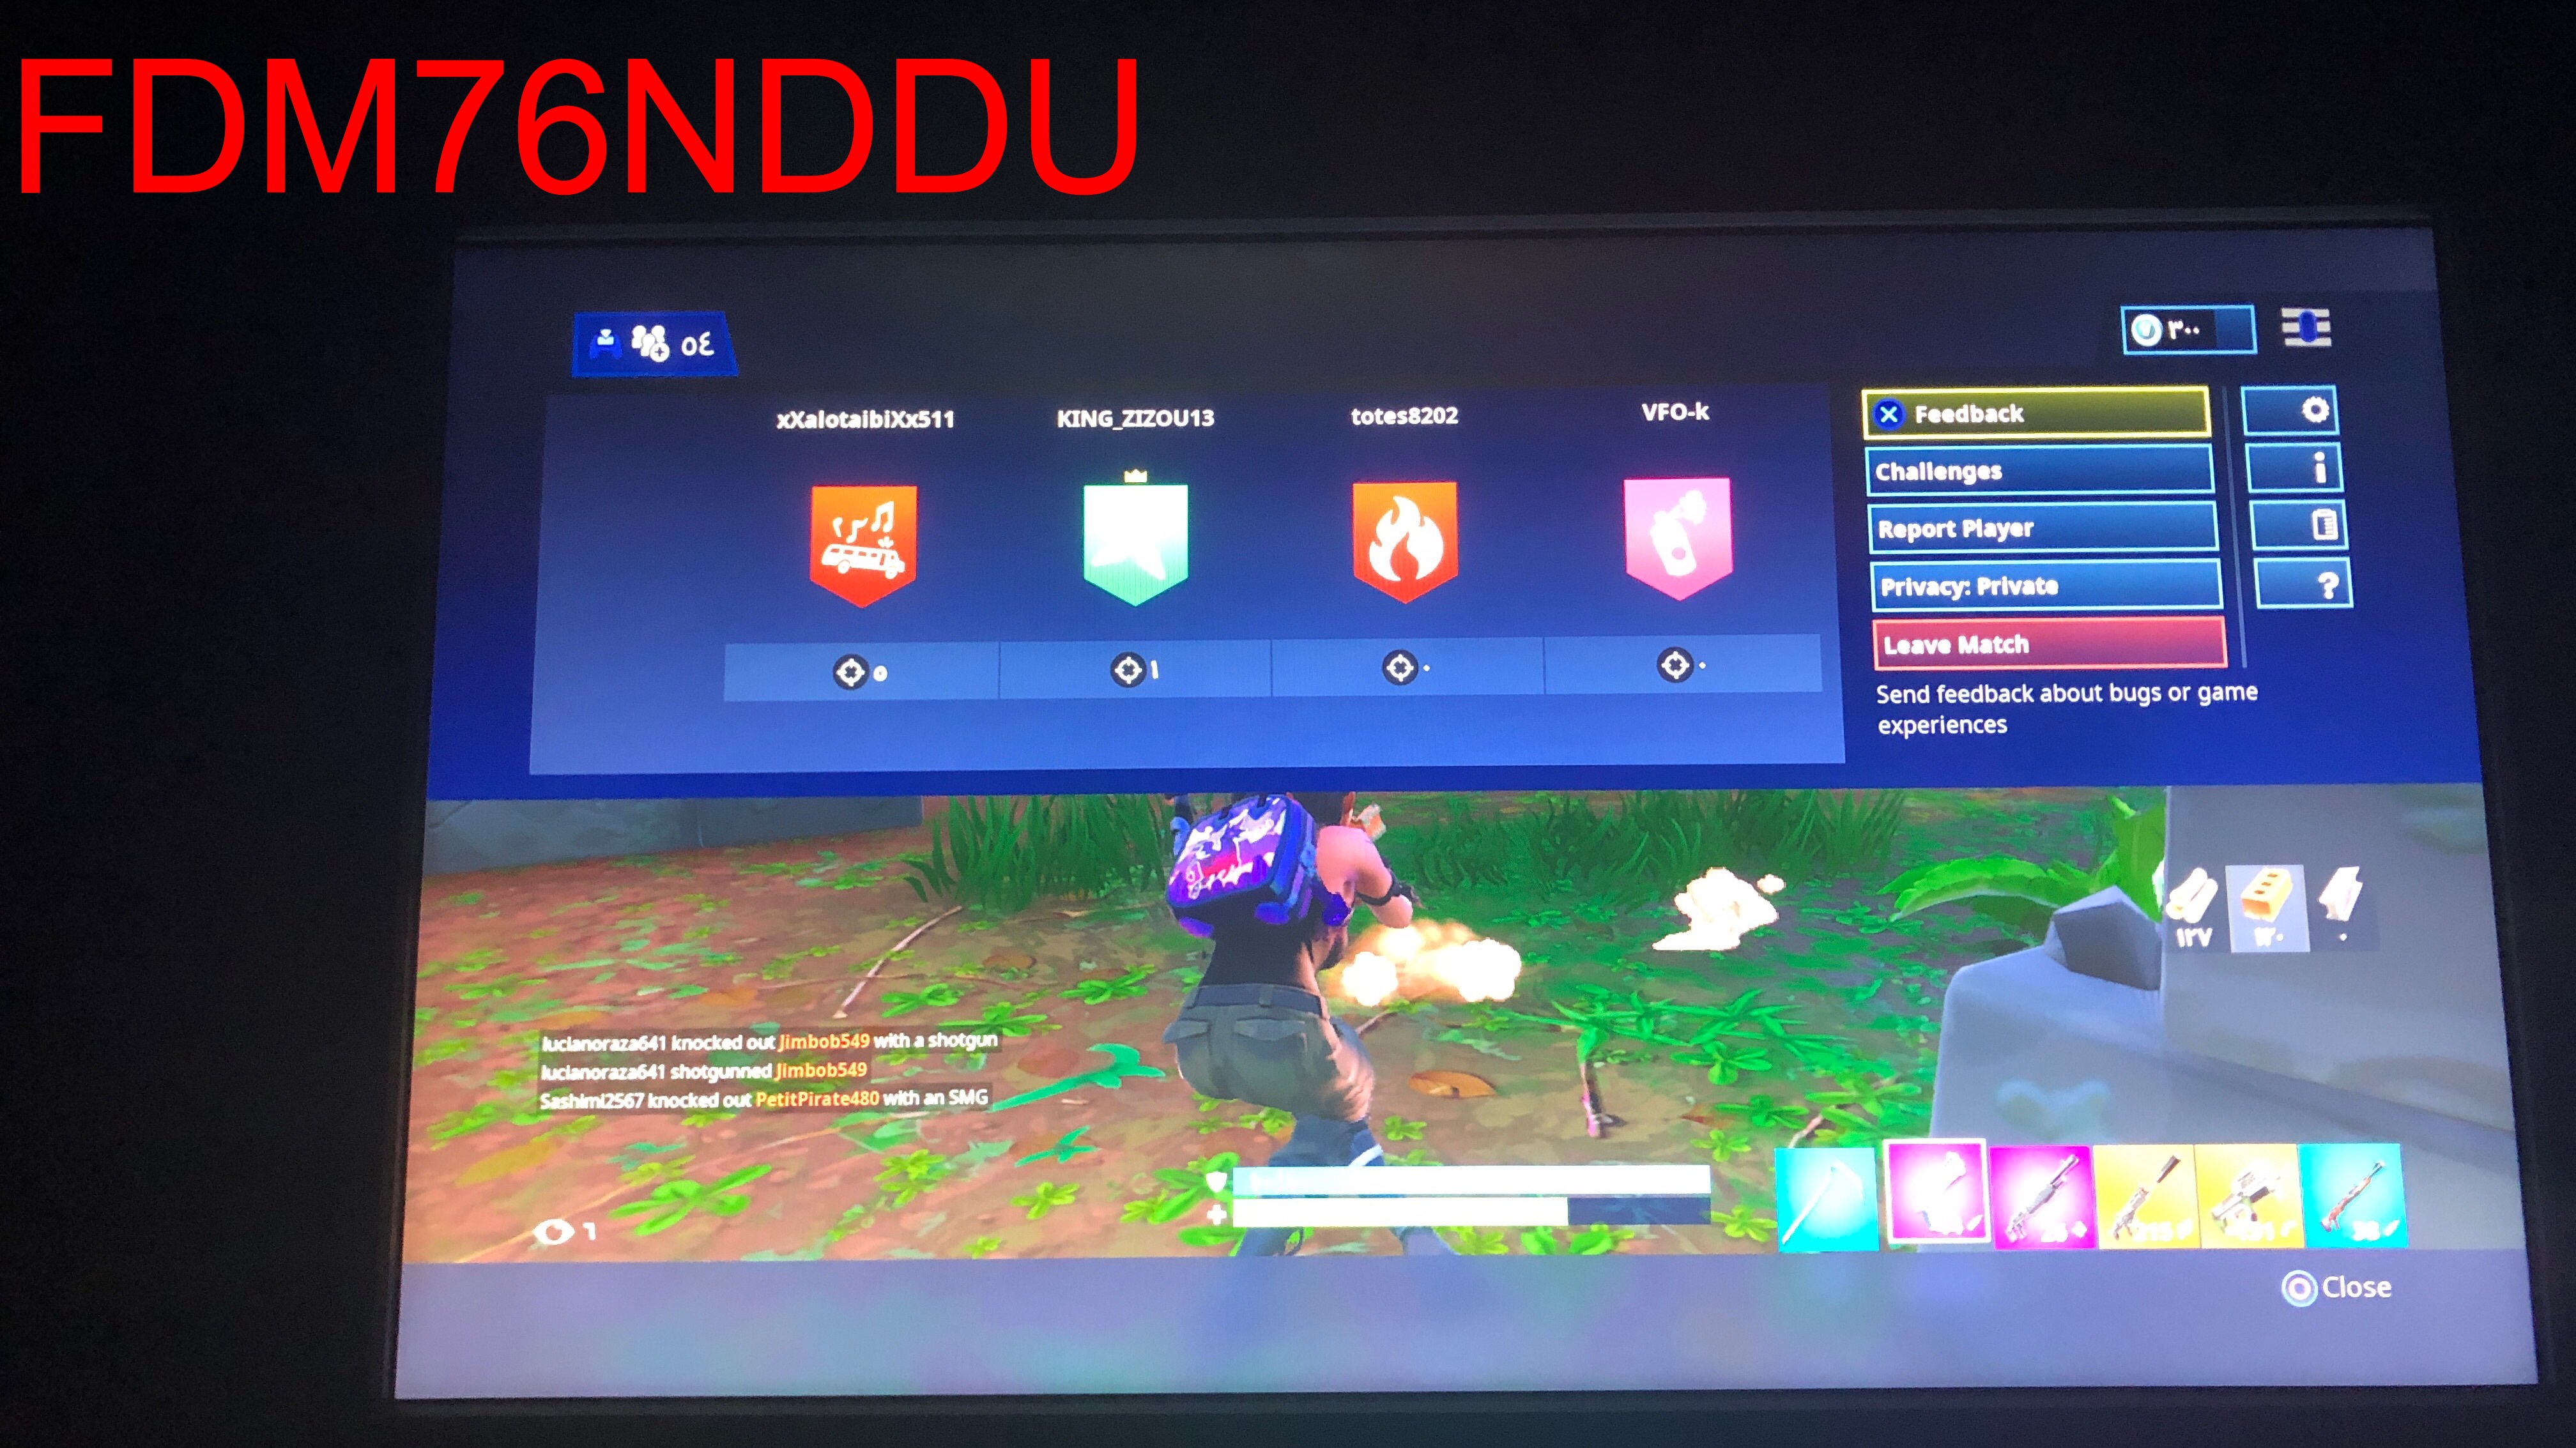 FDM76NDDU
٥٤
٣٠٠
xXalotaibiXx511
KING_ZIZOU13
totes8202
VFO-k
٥
١
٠
٠
Feedback
Challenges
Report Player
Privacy: Private
Leave Match
Send feedback about bugs or game
experiences
١٣٧
٠
lucianoraza641 knocked out Jimbob549 with a shotgun
lucianoraza641 shotgunned Jimbob549
Sashimi2567 knocked out PetitPirate480 with an SMG
1
Close